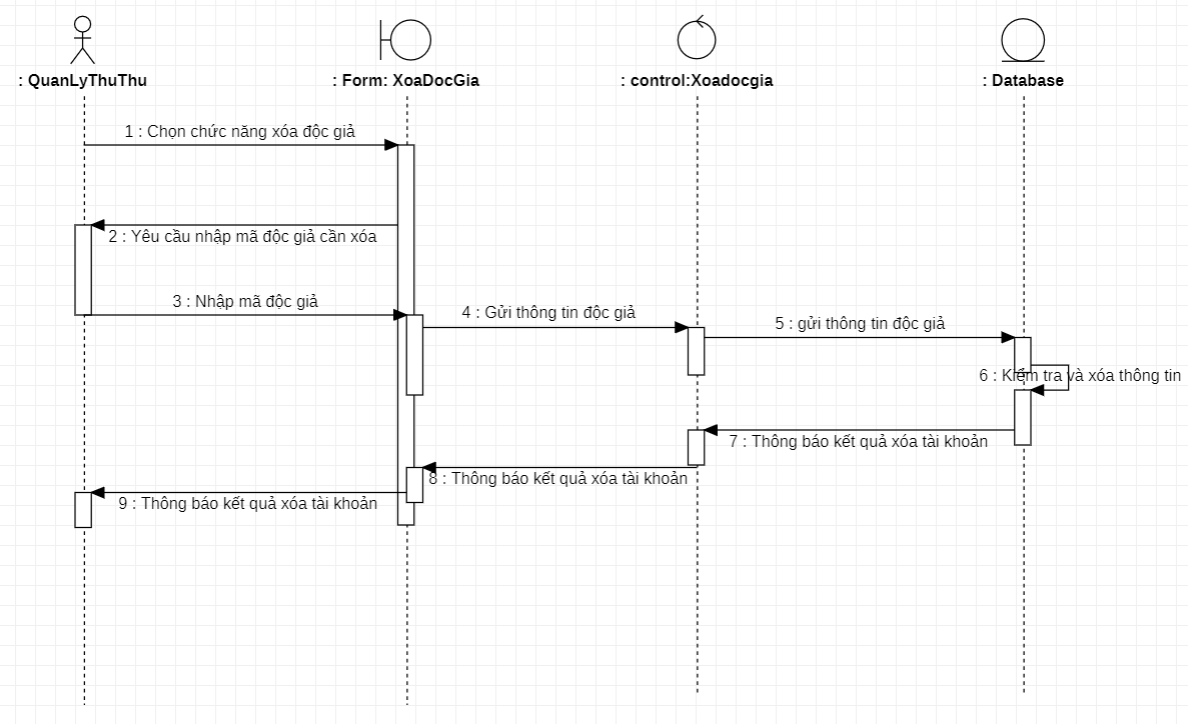 : QuanLyThuThu
: Form: XoaDocGia
: control:Xoadocgia
: Database
1 : Chọn chức năng xóa độc giả
2 : Yêu cầu nhập mã độc giả cần xóa
3 : Nhập mã độc giả
4 : Gửi thông tin độc giả
5 : gửi thông tin độc giả
6 : Kiểm tra và xóa thông tin
7 : Thông báo kết quả xóa tài khoản
8 : Thông báo kết quả xóa tài khoản
9 : Thông báo kết quả xóa tài khoản